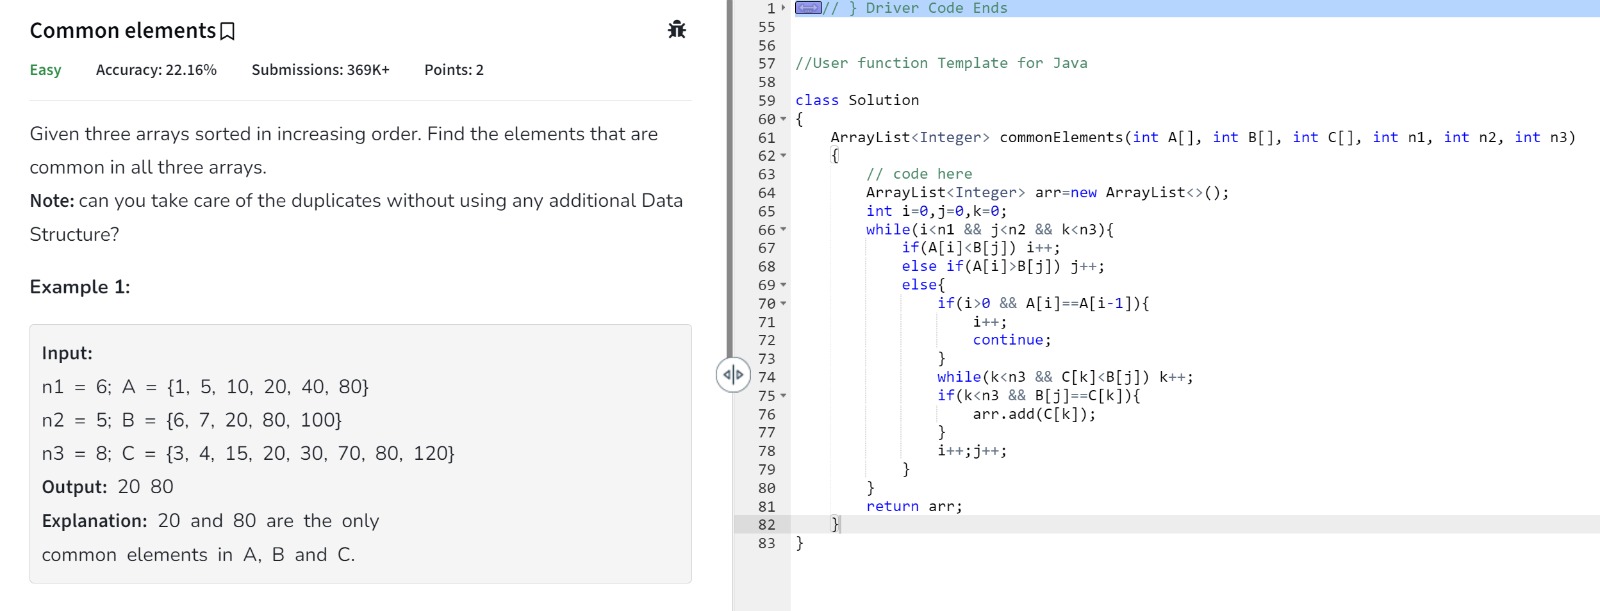 Common elements
Easy Accuracy: 22.16% Submissions: 369K+ Points: 2
Given three arrays sorted in increasing order. Find the elements that are
common in all three arrays.
Note: can you take care of the duplicates without using any additional Data
Structure?
Example 1:
Input:
n1 = 6; A = {1, 5, 10, 20, 40, 80}
n2 = 5; B = {6, 7, 20, 80, 100}
n3 = 8; C = {3, 4, 15, 20, 30, 70, 80, 120}
Output: 20 80
Explanation: 20 and 80 are the only
common elements in A, B and C.
1 // } Driver Code Ends
55
56
57 //User function Template for Java
58
59 class Solution
60 {
61 ArrayList<Integer> commonElements(int A[], int B[], int C[], int n1, int n2, int n3)
62 {
63 // code here
64 ArrayList<Integer> arr=new ArrayList<>();
65 int i=0,j=0,k=0;
66 while(i<n1 && j<n2 && k<n3){
67 if(A[i]<B[j]) i++;
68 else if(A[i]>B[j]) j++;
69 else{
70 if(i>0 && A[i]==A[i-1]){
71 i++;
72 continue;
73 }
74 while(k<n3 && C[k]<B[j]) k++;
75 if(k<n3 && B[j]==C[k]){
76 arr.add(C[k]);
77 }
78 i++;j++;
79 }
80 }
81 return arr;
82 }
83 }